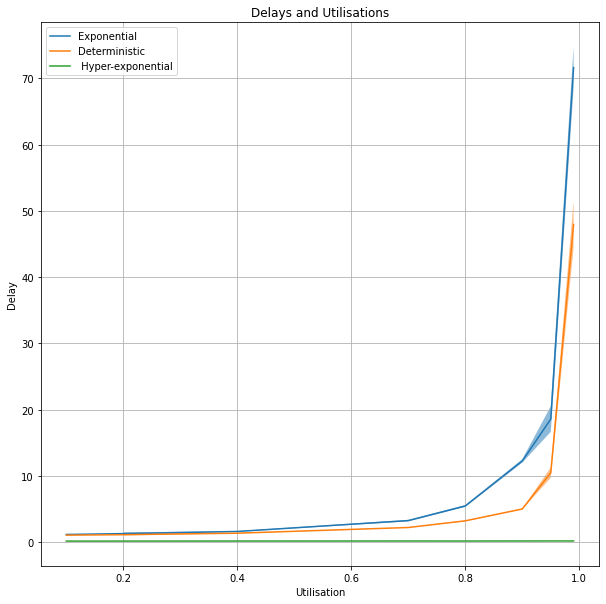 Delays and Utilisations
Exponential
Deterministic
Hyper-exponential
70
60
50
40
30
20
10
0
Delay
0.2 0.4 0.6 0.8 1.0
Utilisation